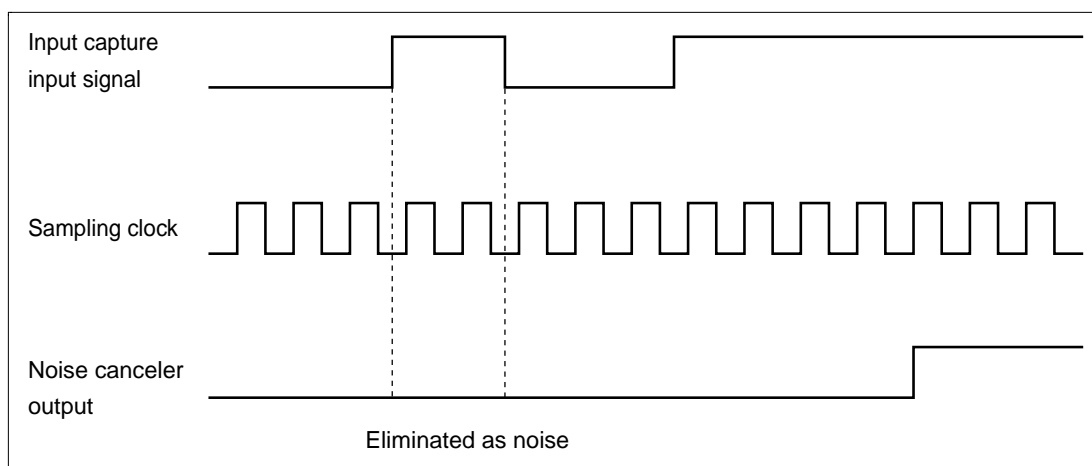 Input capture
input signal
Sampling clock
Noise canceler
output
Eliminated as noise